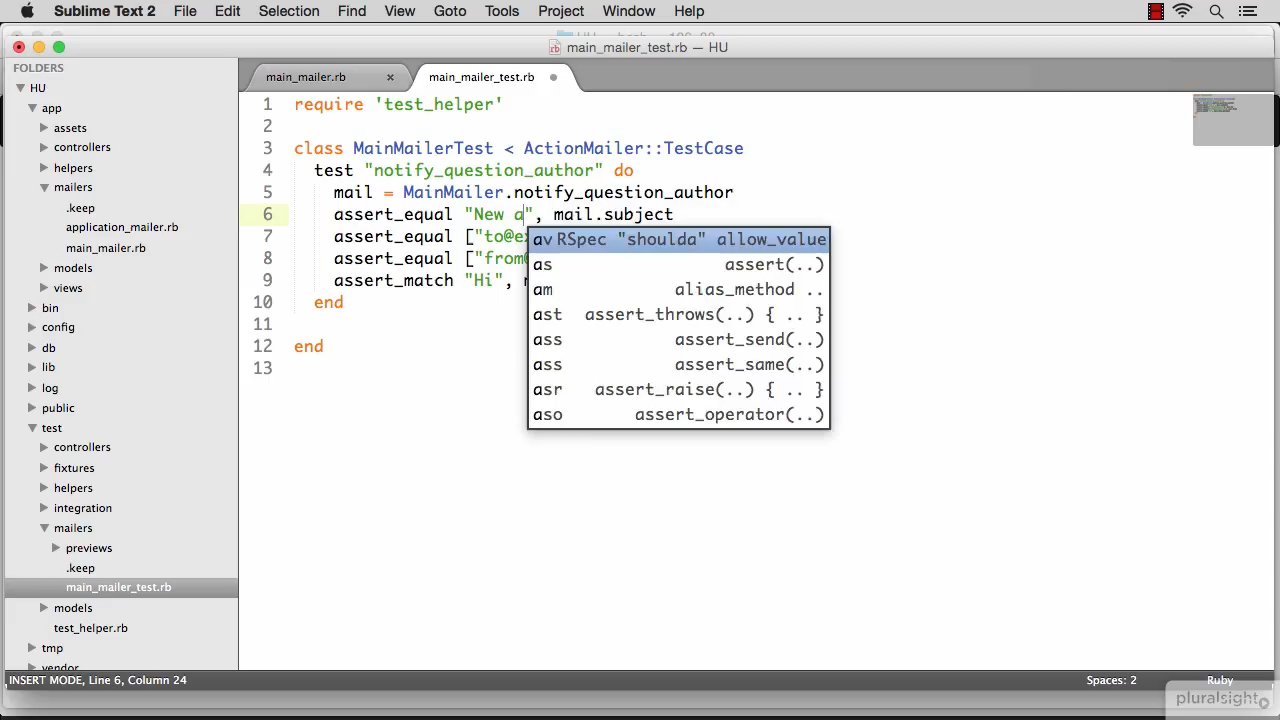 Sublime Text 2 File Edit Selection Find View Goto Tools Project Window Help
main_mailer_test.rb — HU
FOLDERS
HU
app
assets
controllers
helpers
mailers
.keep
application_mailer.rb
main_mailer.rb
models
views
bin
config
db
lib
log
public
test
controllers
fixtures
helpers
integration
mailers
previews
.keep
main_mailer_test.rb
models
test_helper.rb
tmp
vendor
main_mailer.rb × main_mailer_test.rb
1 require 'test_helper'
2
3 class MainMailerTest < ActionMailer::TestCase
4 test "notify_question_author" do
5 mail = MainMailer.notify_question_author
6 assert_equal "New a", mail.subject
7 assert_equal ["to@ex
8 assert_equal ["from@
9 assert_match "Hi",
10 end
11
12 end
13
av RSpec "shoulda" allow_value
as assert(..)
am alias_method ..
ast assert_throws(..) { .. }
ass assert_send(..)
ass assert_same(..)
asr assert_raise(..) { .. }
aso assert_operator(..)
INSERT MODE, Line 6, Column 24 Spaces: 2 Ruby
pluralsight